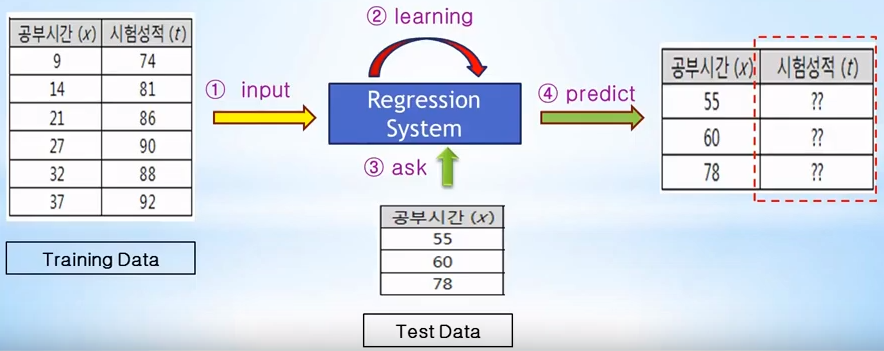 공부시간 (x) 시험성적 (t)
9 74
14 81
21 86
27 90
32 88
37 92
Training Data
① input
② learning
Regression
System
③ ask
공부시간 (x)
55
60
78
Test Data
④ predict
공부시간 (x) 시험성적 (t)
55 ??
60 ??
78 ??